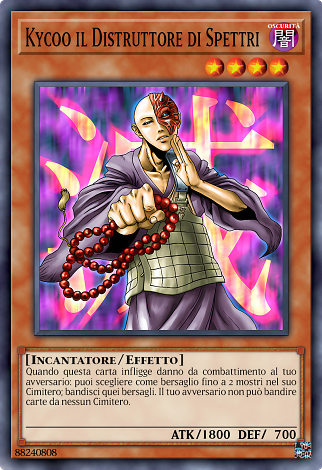 Kycoo il Distruttore di Spettri
OSCURITÀ
闇
[Incantatore/Effetto]
Quando questa carta infligge danno da combattimento al tuo
avversario: puoi scegliere come bersaglio fino a 2 mostri nel suo
Cimitero; bandisci quei bersagli. Il tuo avversario non può bandire
carte da nessun Cimitero.
ATK/1800 DEF/ 700
88240808